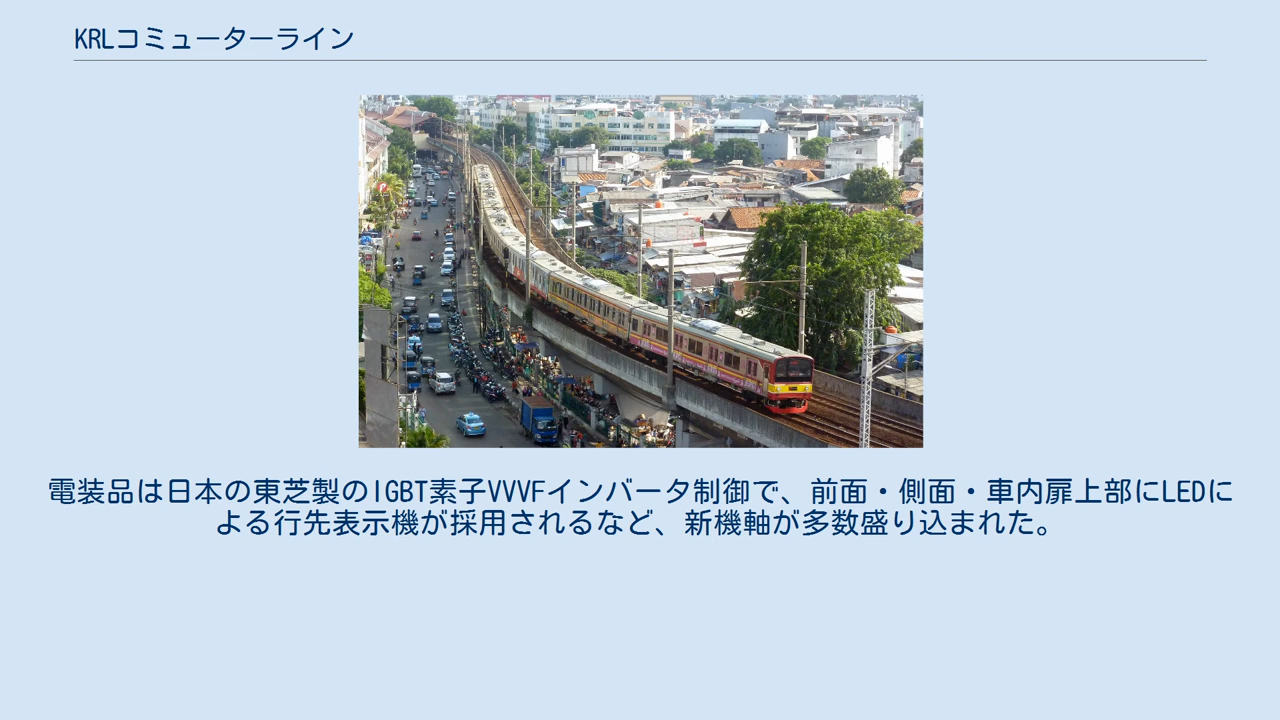 KRLコミューターライン
電装品は日本の東芝製のIGBT素子VVVFインバータ制御で、前面・側面・車内扉上部にLEDに
よる行先表示機が採用されるなど、新機軸が多数盛り込まれた。